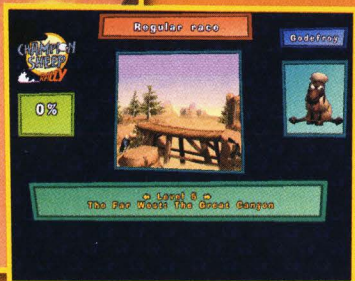 Regular race
Godefroy
CHAMPION
SHEEP
RALLY
0%
Level 5
The Far West: The Great Canyon